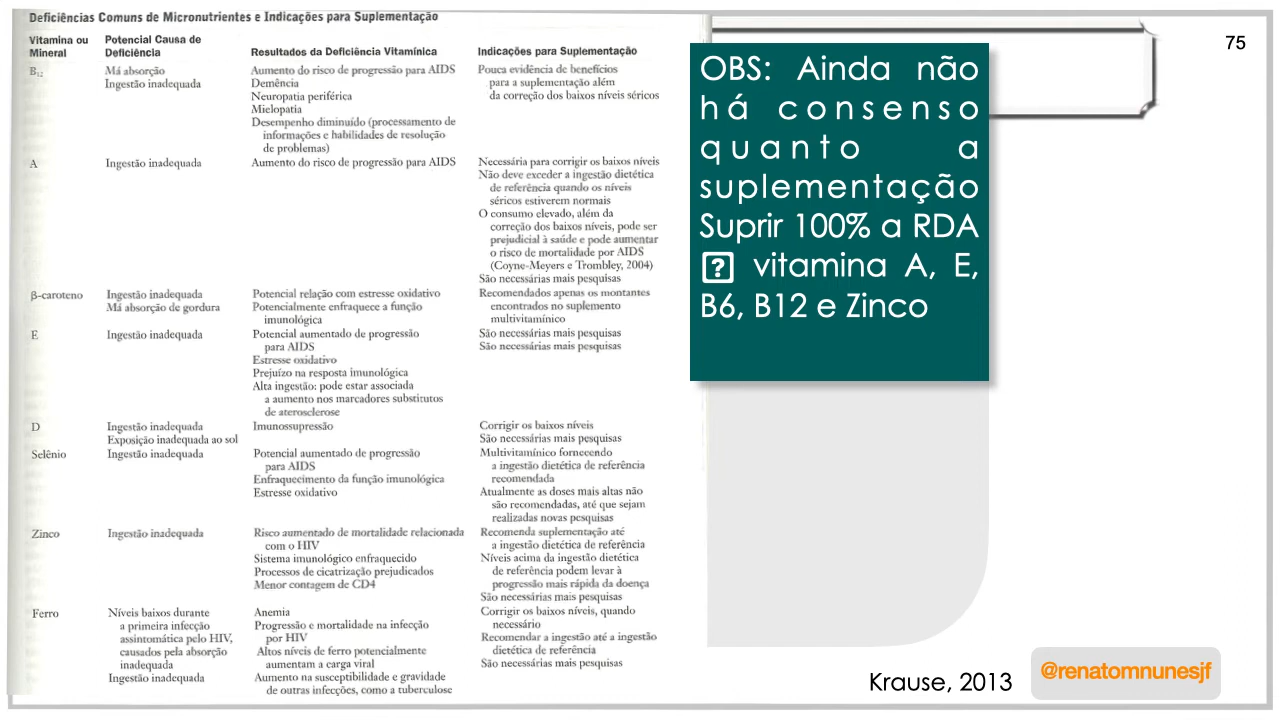 Deficiências Comuns de Micronutrientes e Indicações para Suplementação
Vitamina ou
Mineral
Potencial Causa de
Deficiência
Resultados da Deficiência Vitamínica
Indicações para Suplementação
B₁₂
Má absorção
Ingestão inadequada
Aumento do risco de progressão para AIDS
Demência
Neuropatia periférica
Mielopatia
Desempenho diminuído (processamento de
informações e habilidades de resolução
de problemas)
Pouca evidência de benefícios
para a suplementação além
da correção dos baixos níveis séricos
A
Ingestão inadequada
Aumento do risco de progressão para AIDS
Necessária para corrigir os baixos níveis
Não deve exceder a ingestão dietética
de referência quando os níveis
séricos estiverem normais
O consumo elevado, além da
correção dos baixos níveis, pode ser
prejudicial à saúde e pode aumentar
o risco de mortalidade por AIDS
(Coyne-Meyers e Trombley, 2004)
São necessárias mais pesquisas
β-caroteno
Ingestão inadequada
Má absorção de gordura
Potencial relação com estresse oxidativo
Potencialmente enfraquece a função
imunológica
Recomendados apenas os montantes
encontrados no suplemento
multivitamínico
E
Ingestão inadequada
Potencial aumentado de progressão
para AIDS
Estresse oxidativo
Prejuízo na resposta imunológica
Alta ingestão: pode estar associada
a aumento nos marcadores substitutos
de aterosclerose
São necessárias mais pesquisas
São necessárias mais pesquisas
D
Ingestão inadequada
Exposição inadequada ao sol
Imunossupressão
Corrigir os baixos níveis
São necessárias mais pesquisas
Selênio
Ingestão inadequada
Potencial aumentado de progressão
para AIDS
Enfraquecimento da função imunológica
Estresse oxidativo
Multivitamínico fornecendo
a ingestão dietética de referência
recomendada
Atualmente as doses mais altas não
são recomendadas, até que sejam
realizadas novas pesquisas
Zinco
Ingestão inadequada
Risco aumentado de mortalidade relacionada
com o HIV
Sistema imunológico enfraquecido
Processos de cicatrização prejudicados
Menor contagem de CD4
Recomenda suplementação até
a ingestão dietética de referência
Níveis acima da ingestão dietética
de referência podem levar à
progressão mais rápida da doença
São necessárias mais pesquisas
Ferro
Níveis baixos durante
a primeira infecção
assintomática pelo HIV,
causados pela absorção
inadequada
Ingestão inadequada
Anemia
Progressão e mortalidade na infecção
por HIV
Altos níveis de ferro potencialmente
aumentam a carga viral
Aumento na susceptibilidade e gravidade
de outras infecções, como a tuberculose
Corrigir os baixos níveis, quando
necessário
Recomendar a ingestão até a ingestão
dietética de referência
São necessárias mais pesquisas
75
OBS: Ainda não
há consenso
quanto a
suplementação
Suprir 100% a RDA
? vitamina A, E,
B6, B12 e Zinco
Krause, 2013
@renatomnunesjf